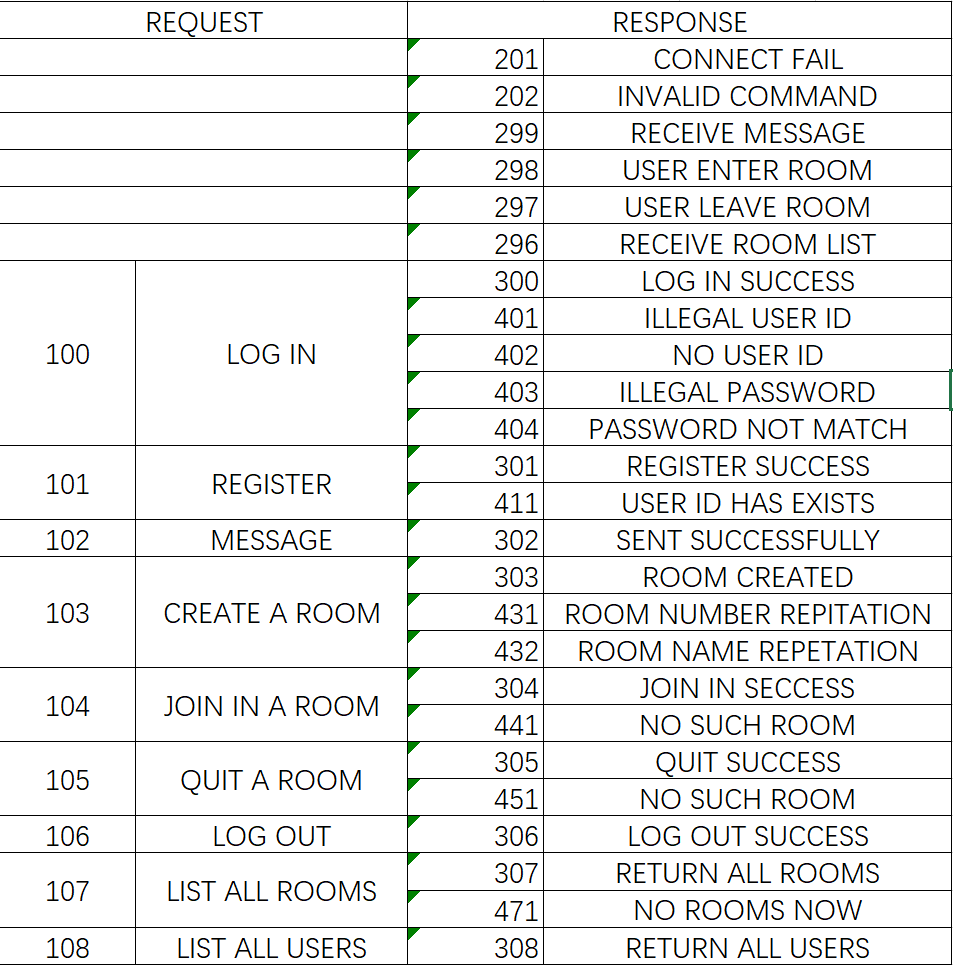 REQUEST RESPONSE
201 CONNECT FAIL
202 INVALID COMMAND
299 RECEIVE MESSAGE
298 USER ENTER ROOM
297 USER LEAVE ROOM
296 RECEIVE ROOM LIST
100 LOG IN 300 LOG IN SUCCESS
401 ILLEGAL USER ID
402 NO USER ID
403 ILLEGAL PASSWORD
404 PASSWORD NOT MATCH
101 REGISTER 301 REGISTER SUCCESS
411 USER ID HAS EXISTS
102 MESSAGE 302 SENT SUCCESSFULLY
103 CREATE A ROOM 303 ROOM CREATED
431 ROOM NUMBER REPITATION
432 ROOM NAME REPETATION
104 JOIN IN A ROOM 304 JOIN IN SECCESS
441 NO SUCH ROOM
105 QUIT A ROOM 305 QUIT SUCCESS
451 NO SUCH ROOM
106 LOG OUT 306 LOG OUT SUCCESS
107 LIST ALL ROOMS 307 RETURN ALL ROOMS
471 NO ROOMS NOW
108 LIST ALL USERS 308 RETURN ALL USERS